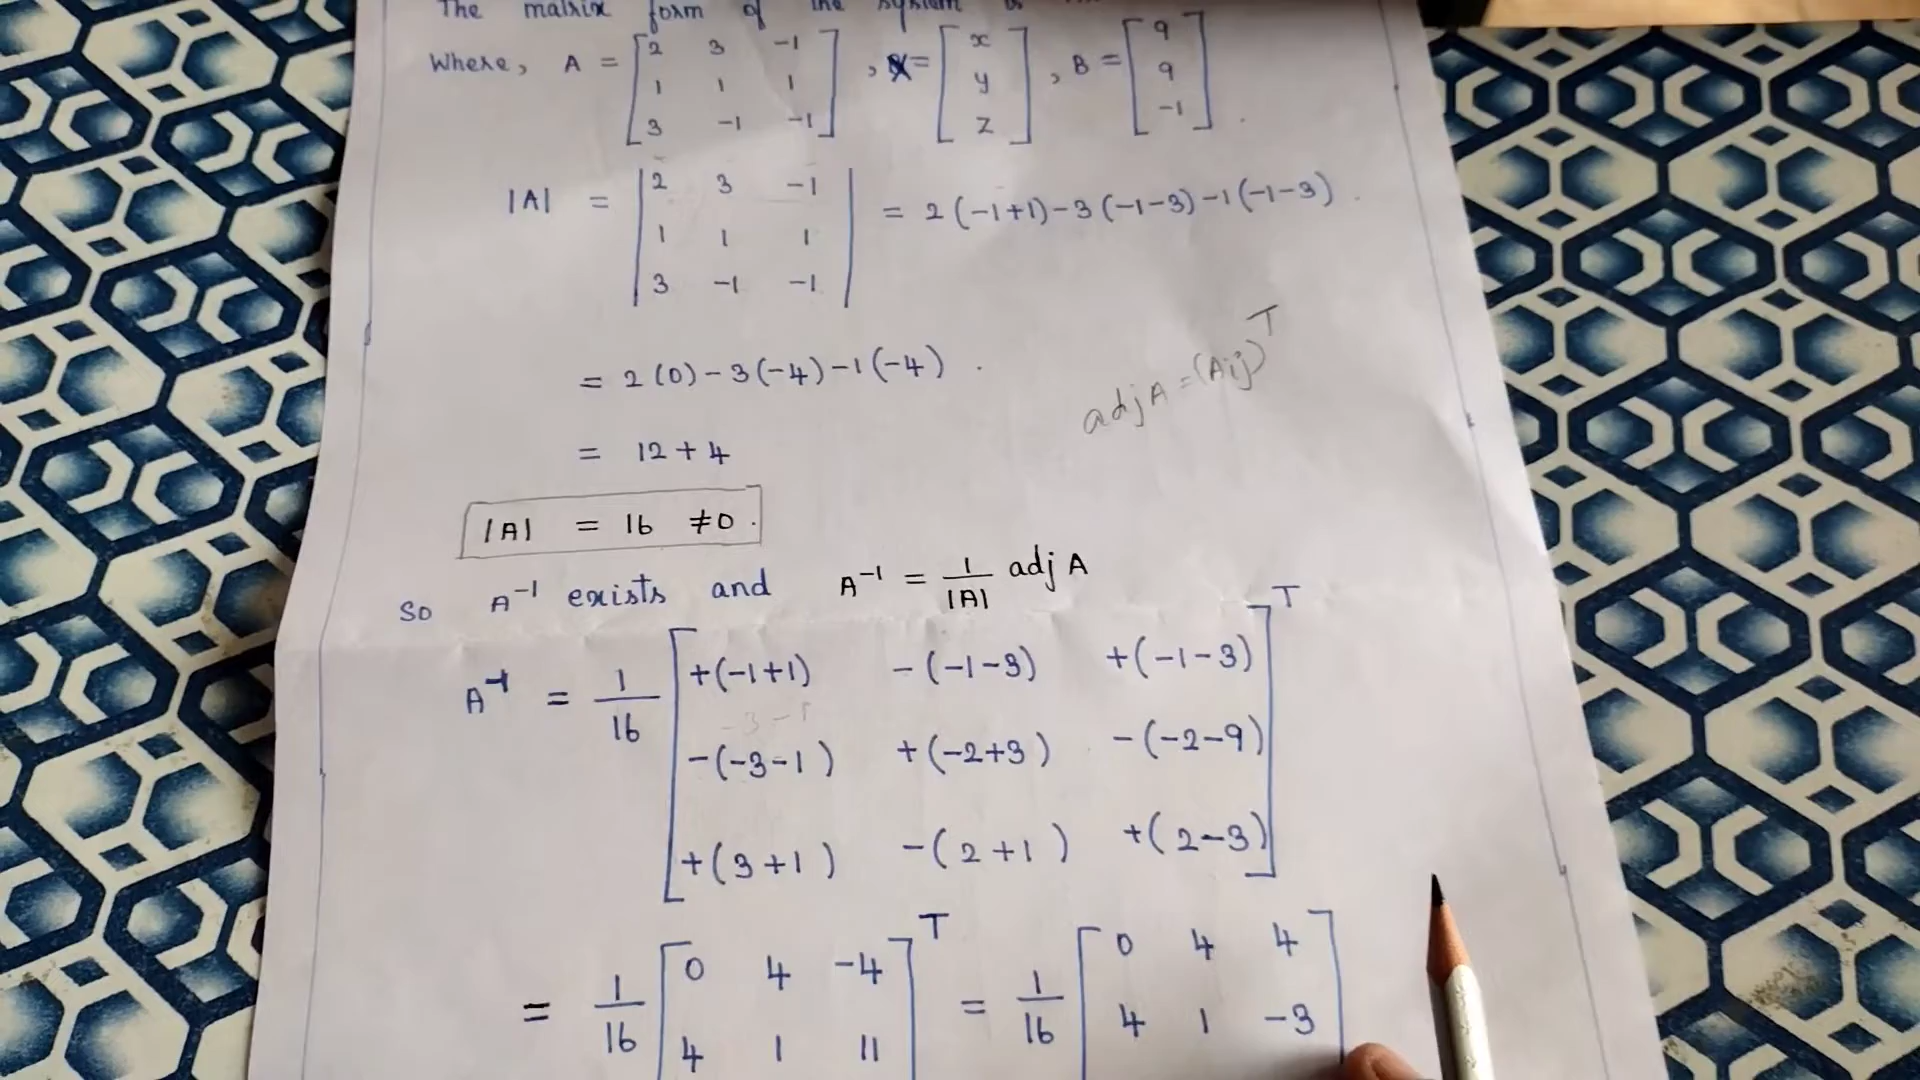 The matrix form of the system is
Where, A = [2 3 -1 , X = [x , B = [9
1 1 1 y 9
3 -1 -1] z] -1].
|A| = |2 3 -1 = 2(-1+1)-3(-1-3)-1(-1-3).
1 1 1
3 -1 -1|
= 2(0)-3(-4)-1(-4).
adj A = (Aij)^T
= 12+4
|A| = 16 ≠0.
So A^-1 exists and A^-1 = 1/|A| adj A
A^-1 = 1/16 [+(-1+1) -(-1-3) +(-1-3)
-(-3-1) +(-2+3) -(-2-9)
+(3+1) -(2+1) +(2-3)]^T
= 1/16 [0 4 -4 ]^T = 1/16 [0 4 4
4 1 11 4 1 -3]